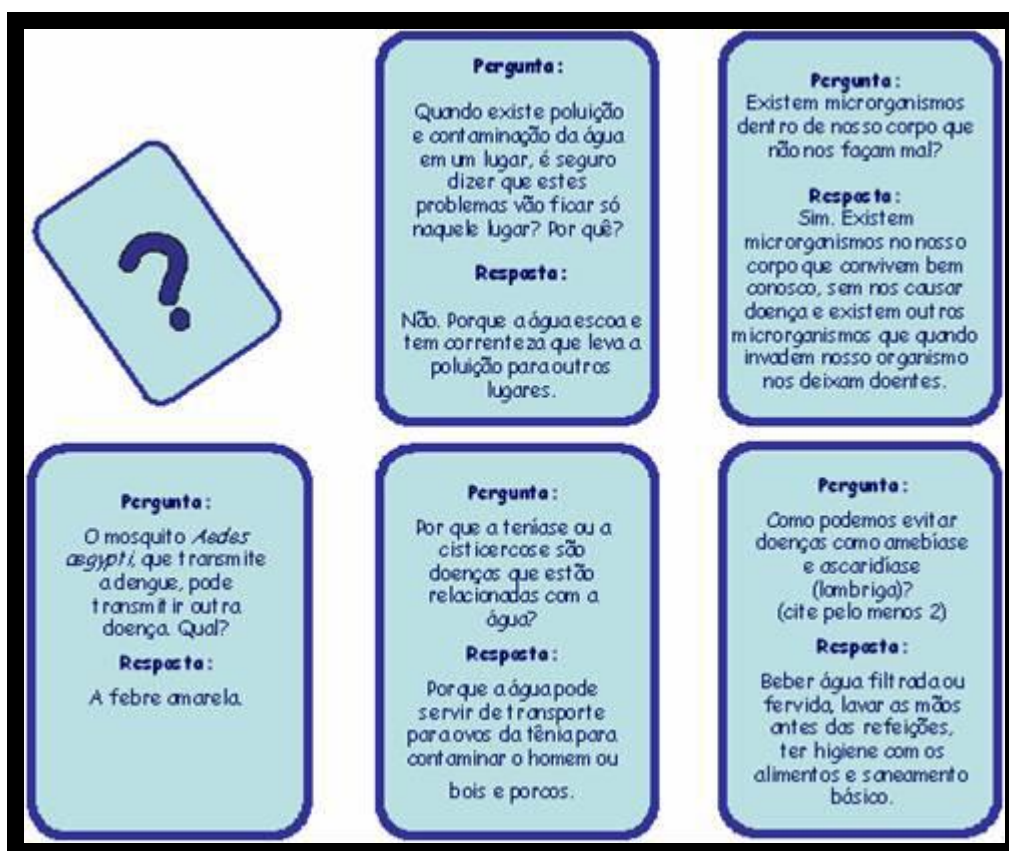 ?
Pergunta:
Quando existe poluição
e contaminação da água
em um lugar, é seguro
dizer que estes
problemas vão ficar só
naquele lugar? Por quê?
Resposta:
Não. Porque a água escoa e
tem correnteza que leva a
poluição para outros
lugares.
Pergunta:
Existem microrganismos
dentro de nosso corpo que
não nos façam mal?
Resposta:
Sim. Existem
microrganismos no nosso
corpo que convivem bem
conosco, sem nos causar
doença e existem outros
microrganismos que quando
invadem nosso organismo
nos deixam doentes.
Pergunta:
O mosquito Aedes
ægypti, que transmite
a dengue, pode
transmitir outra
doença. Qual?
Resposta:
A febre amarela.
Pergunta:
Por que a teníase ou a
cisticercose são
doenças que estão
relacionadas com a
água?
Resposta:
Porque a água pode
servir de transporte
para ovos da tênia para
contaminar o homem ou
bois e porcos.
Pergunta:
Como podemos evitar
doenças como amebíase
e ascaridíase
(lombriga)?
(cite pelo menos 2)
Resposta:
Beber água filtrada ou
fervida, lavar as mãos
antes das refeições,
ter higiene com os
alimentos e saneamento
básico.